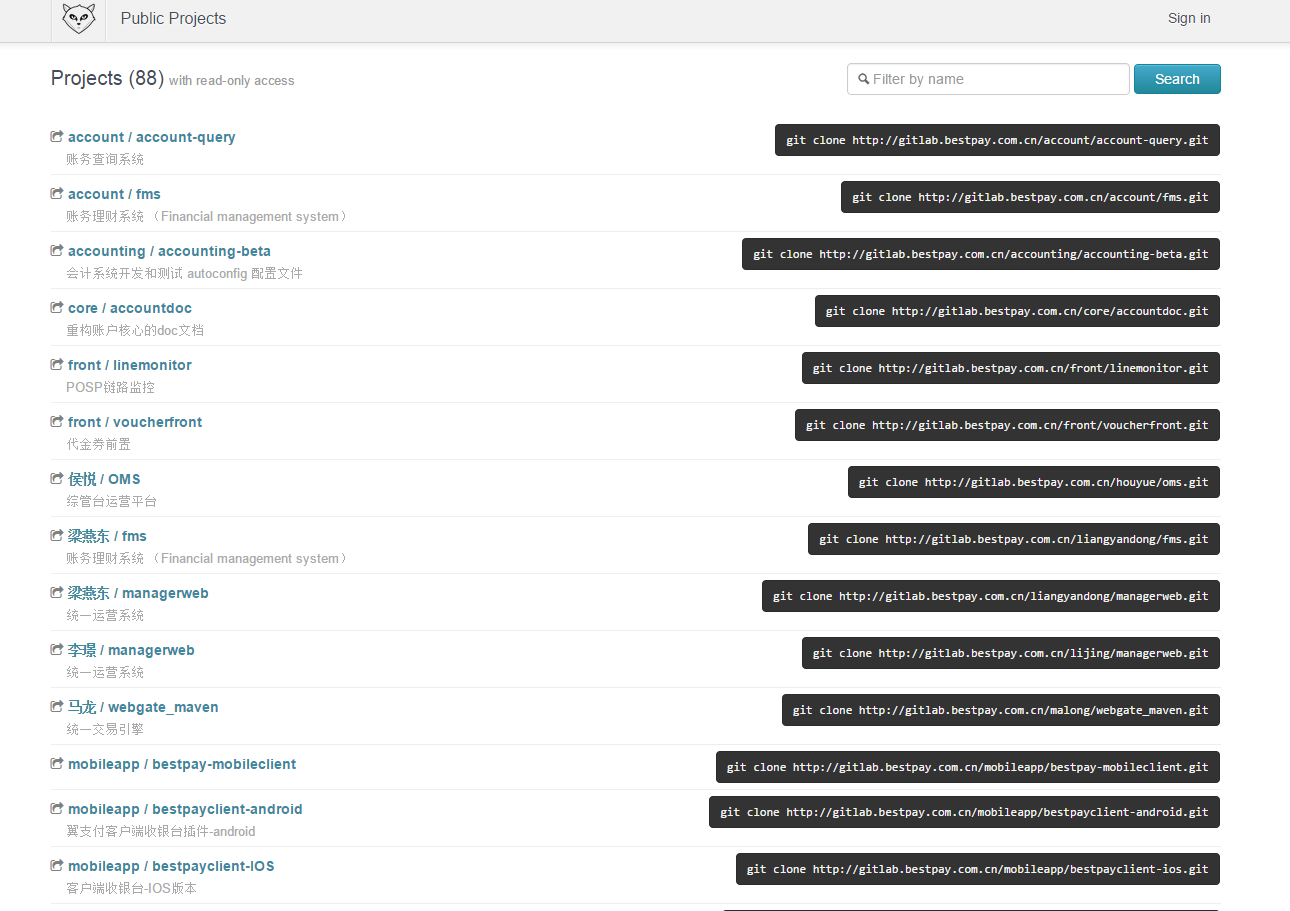 Public Projects
Sign in
Projects (88) with read-only access
Filter by name
Search
account / account-query
git clone http://gitlab.bestpay.com.cn/account/account-query.git
账务查询系统
account / fms
git clone http://gitlab.bestpay.com.cn/account/fms.git
账务理财系统 （Financial management system）
accounting / accounting-beta
git clone http://gitlab.bestpay.com.cn/accounting/accounting-beta.git
会计系统开发和测试 autoconfig 配置文件
core / accountdoc
git clone http://gitlab.bestpay.com.cn/core/accountdoc.git
重构账户核心的doc文档
front / linemonitor
git clone http://gitlab.bestpay.com.cn/front/linemonitor.git
POSP链路监控
front / voucherfront
git clone http://gitlab.bestpay.com.cn/front/voucherfront.git
代金券前置
侯悦 / OMS
git clone http://gitlab.bestpay.com.cn/houyue/oms.git
综管台运营平台
梁燕东 / fms
git clone http://gitlab.bestpay.com.cn/liangyandong/fms.git
账务理财系统 （Financial management system）
梁燕东 / managerweb
git clone http://gitlab.bestpay.com.cn/liangyandong/managerweb.git
统一运营系统
李璟 / managerweb
git clone http://gitlab.bestpay.com.cn/lijing/managerweb.git
统一运营系统
马龙 / webgate_maven
git clone http://gitlab.bestpay.com.cn/malong/webgate_maven.git
统一交易引擎
mobileapp / bestpay-mobileclient
git clone http://gitlab.bestpay.com.cn/mobileapp/bestpay-mobileclient.git
mobileapp / bestpayclient-android
git clone http://gitlab.bestpay.com.cn/mobileapp/bestpayclient-android.git
翼支付客户端收银台插件-android
mobileapp / bestpayclient-IOS
git clone http://gitlab.bestpay.com.cn/mobileapp/bestpayclient-ios.git
客户端收银台-IOS版本